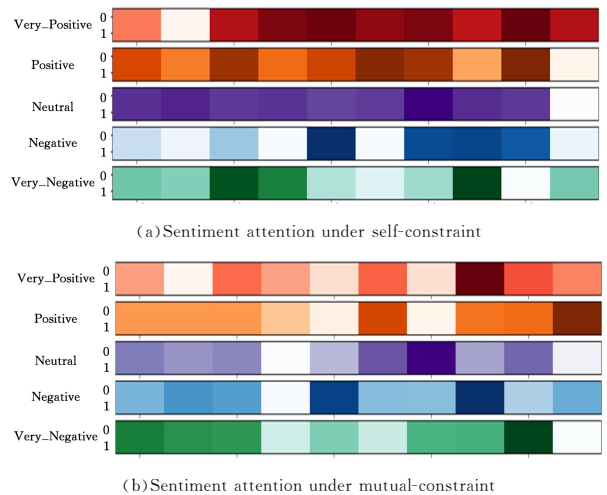 Very_Positive 0
1
Positive 0
1
Neutral 0
1
Negative 0
1
Very_Negative 0
1
(a)Sentiment attention under self-constraint
Very_Positive 0
1
Positive 0
1
Neutral 0
1
Negative 0
1
Very_Negative 0
1
(b)Sentiment attention under mutual-constraint